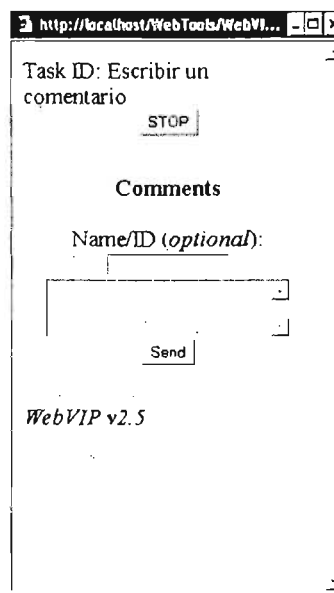 http://localhost/WebTools/WebVI...
Task ID: Escribir un
comentario
STOP
Comments
Name/ID (optional):
Send
WebVIP v2.5